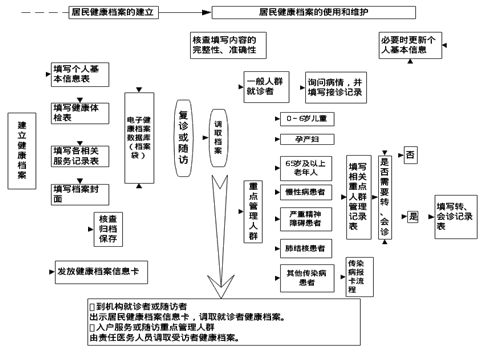 居民健康档案的建立
居民健康档案的使用和维护
核查填写内容的
完整性、准确性
必要时更新个
人基本信息
填写个人基
本信息表
填写健康体
检表
填写各相关
服务记录表
填写档案封
面
建立健康档案
电子健康档案数据库（档案袋）
核查
归档
保存
发放健康档案信息卡
复诊或随访
调取档案
一般人群
就诊者
询问病情，并
填写接诊记录
重点管理人群
0~6岁儿童
孕产妇
65岁及以上
老年人
慢性病患者
严重精神
障碍患者
肺结核患者
其他传染病
患者
填写相关重点人群管理记录表
传染
病报
卡流
程
是否需要转、会诊
否
是
填写转、
会诊记录
表
到机构就诊者或随访者
出示居民健康档案信息卡，调取就诊者健康档案。
入户服务或随访重点管理人群
由责任医务人员调取受访者健康档案。